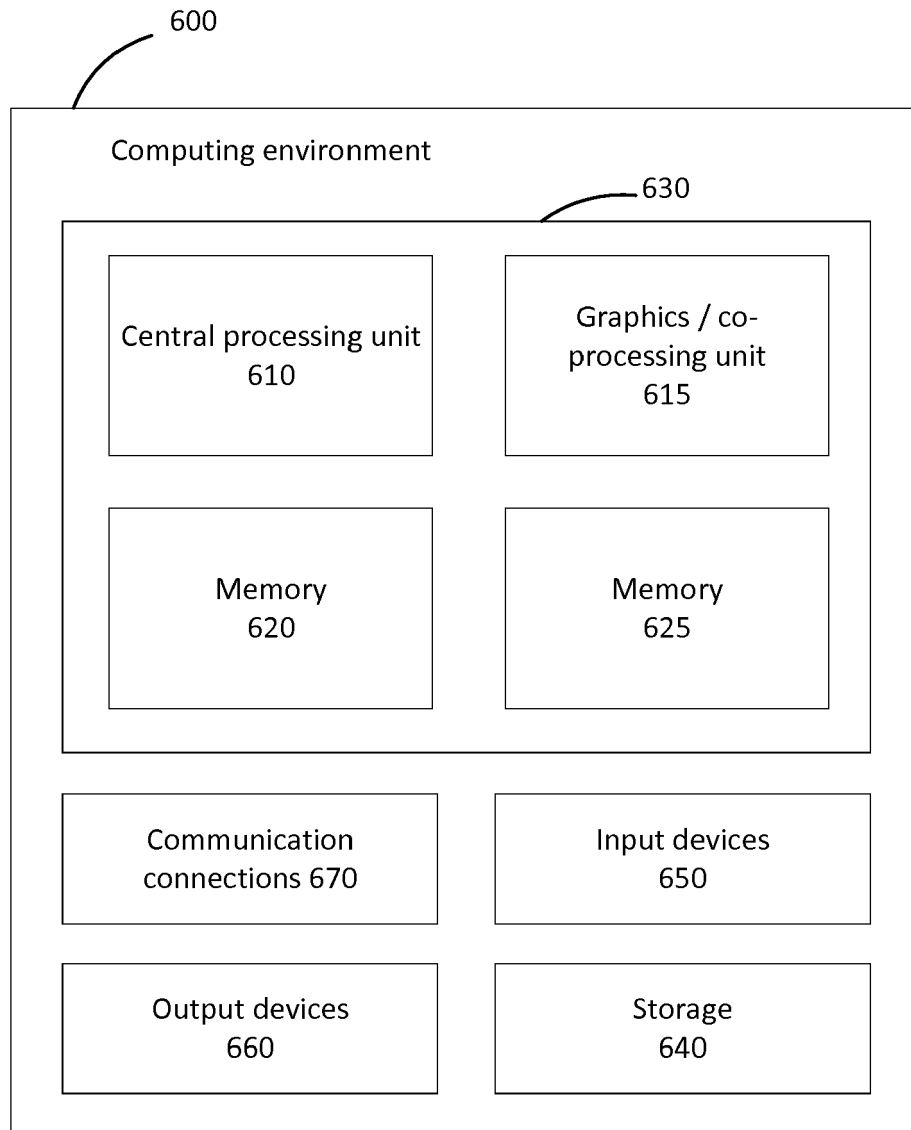 600
Computing environment
630
Central processing unit
610
Graphics / co-
processing unit
615
Memory
620
Memory
625
Communication
connections 670
Input devices
650
Output devices
660
Storage
640